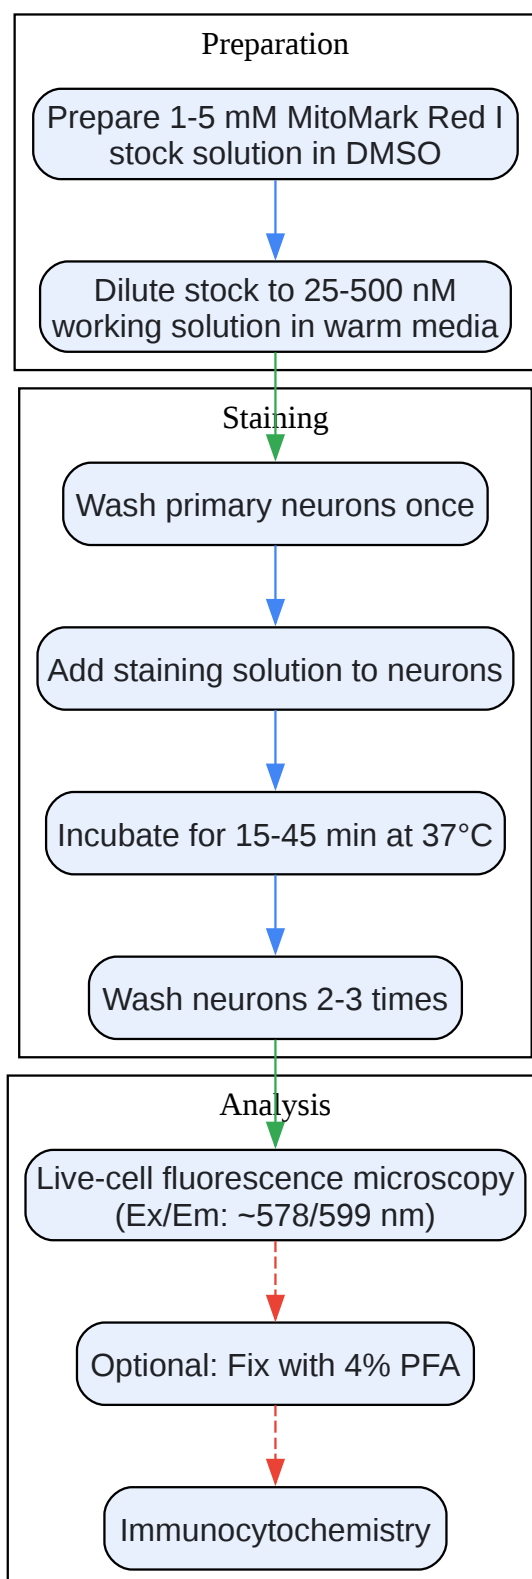 Preparation
Prepare 1-5 mM MitoMark Red I
stock solution in DMSO
Dilute stock to 25-500 nM
working solution in warm media
Staining
Wash primary neurons once
Add staining solution to neurons
Incubate for 15-45 min at 37°C
Wash neurons 2-3 times
Analysis
Live-cell fluorescence microscopy
(Ex/Em: ~578/599 nm)
Optional: Fix with 4% PFA
Immunocytochemistry